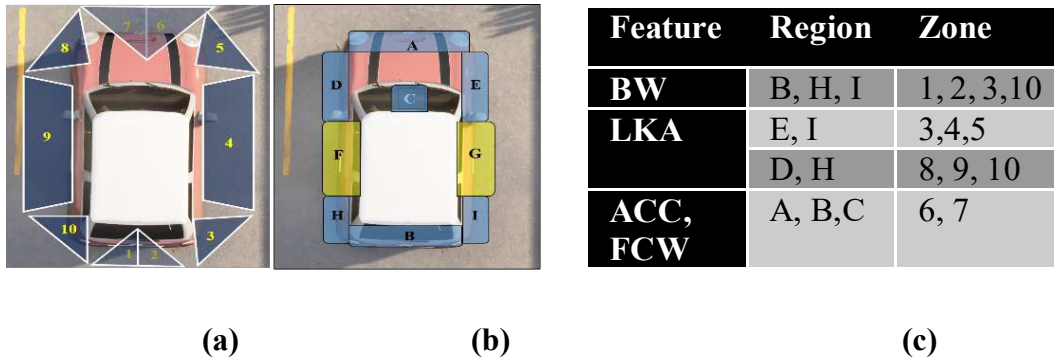 7 6
8
5
9
4
10
3
1 2
A
D
E
C
F
G
H
I
B
Feature Region Zone
BW B, H, I 1, 2, 3,10
LKA E, I 3,4,5
D, H 8, 9, 10
ACC, A, B,C 6, 7
FCW
(a) (b) (c)